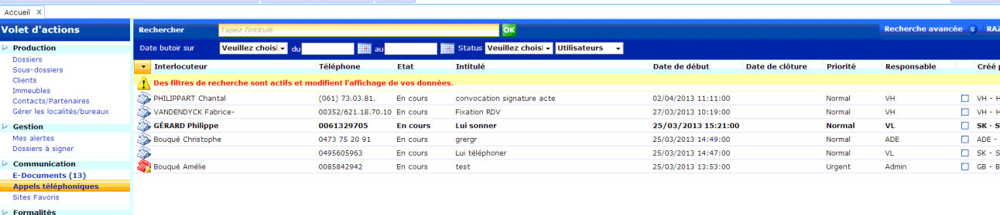 Accueil X
Volet d'actions
Production
Dossiers
Sous-dossiers
Clients
Immeubles
Contacts/Partenaires
Gérer les localités/bureaux
Gestion
Mes alertes
Dossiers à signer
Communication
E-Documents (13)
Appels téléphoniques
Sites Favoris
Formalités
Rechercher Tapez l'intitulé OK Recherche avancée RAZ
Date butoir sur Veuillez choisi du au Status Veuillez choisi Utilisateurs
Interlocuteur Téléphone Etat Intitulé Date de début Date de clôture Priorité Responsable Créé p
Des filtres de recherche sont actifs et modifient l'affichage de vos données.
PHILIPPART Chantal (061) 73.03.81. En cours convocation signature acte 02/04/2013 11:11:00 Normal VH VH - H
VANDENDYCK Fabrice- 00352/621.18.70.10 En cours Fixation RDV 27/03/2013 10:19:00 Normal VH VH - H
GÉRARD Philippe 0061329705 En cours Lui sonner 25/03/2013 15:21:00 Normal VL SK - S
Bouqué Christophe 0473 75 20 91 En cours grergr 25/03/2013 14:49:00 Normal ADE ADE -
0495605963 En cours Lui téléphoner 25/03/2013 14:47:00 Normal VL SK - S
Bouqué Amélie 0085842942 En cours test 25/03/2013 13:53:00 Urgent Admin GB - B